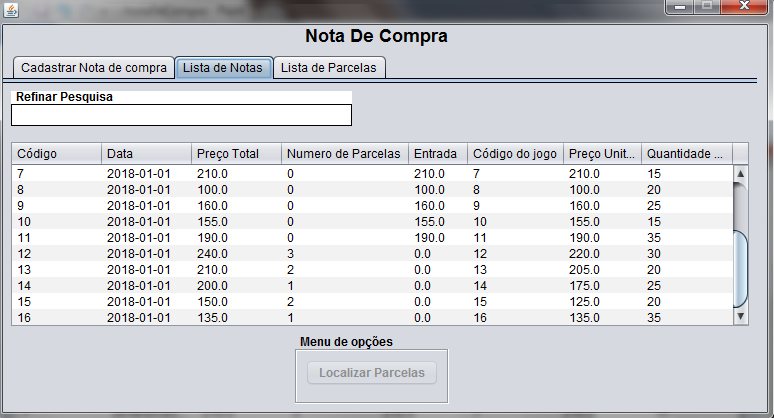 Nota De Compra
Cadastrar Nota de compra Lista de Notas Lista de Parcelas
Refinar Pesquisa
Código Data Preço Total Numero de Parcelas Entrada Código do jogo Preço Unit... Quantidade ...
7 2018-01-01 210.0 0 210.0 7 210.0 15
8 2018-01-01 100.0 0 100.0 8 100.0 20
9 2018-01-01 160.0 0 160.0 9 160.0 25
10 2018-01-01 155.0 0 155.0 10 155.0 15
11 2018-01-01 190.0 0 190.0 11 190.0 35
12 2018-01-01 240.0 3 0.0 12 220.0 30
13 2018-01-01 210.0 2 0.0 13 205.0 20
14 2018-01-01 200.0 1 0.0 14 175.0 25
15 2018-01-01 150.0 2 0.0 15 125.0 20
16 2018-01-01 135.0 1 0.0 16 135.0 35
Menu de opções
Localizar Parcelas